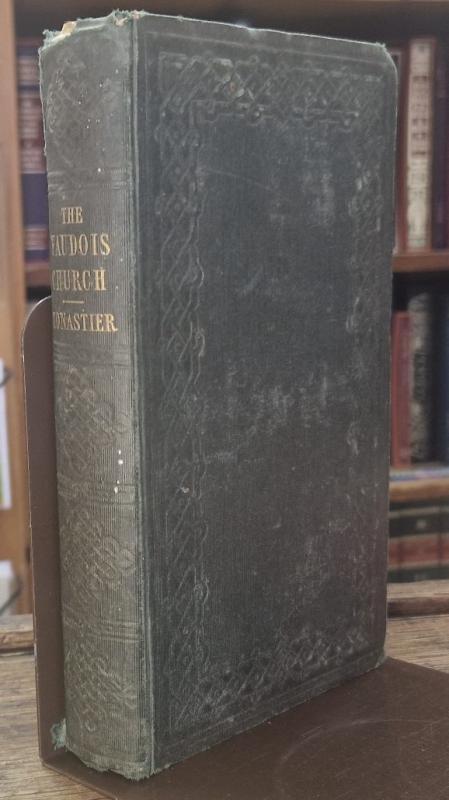 THE
VAUDOIS
CHURCH
MONASTIER